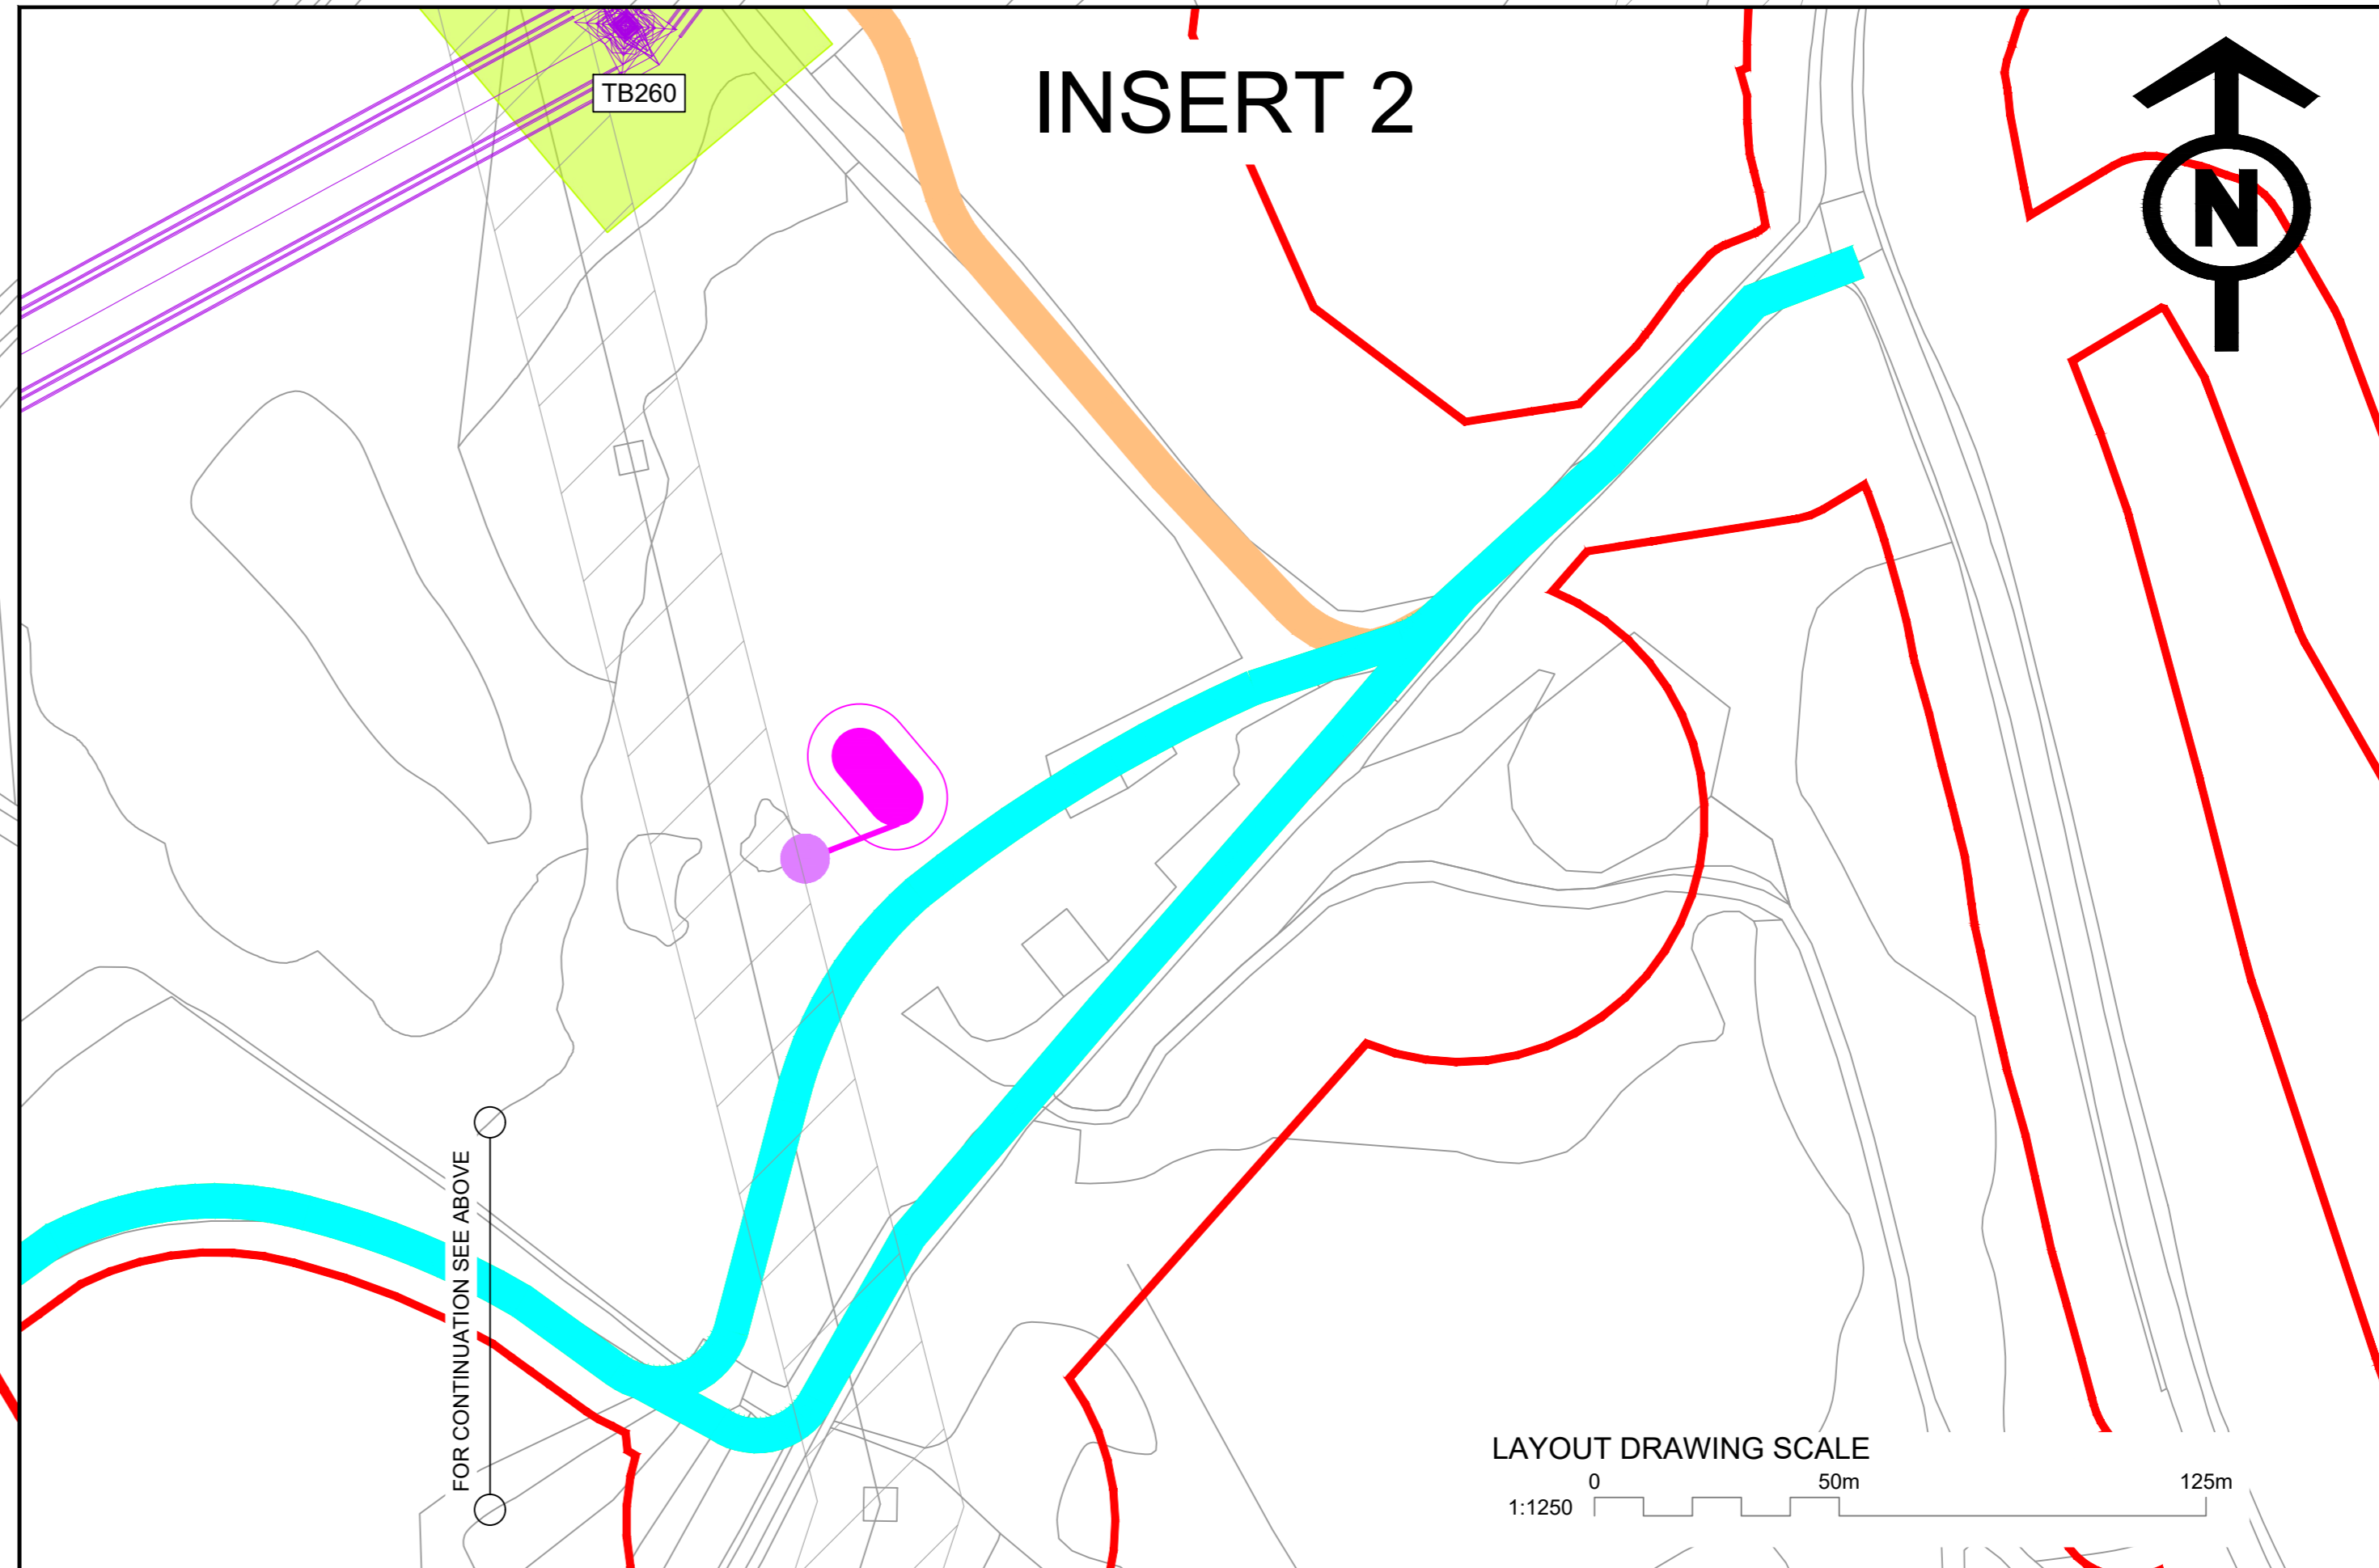 TB260
INSERT 2
N
FOR CONTINUATION SEE ABOVE
LAYOUT DRAWING SCALE
0 50m 125m
1:1250